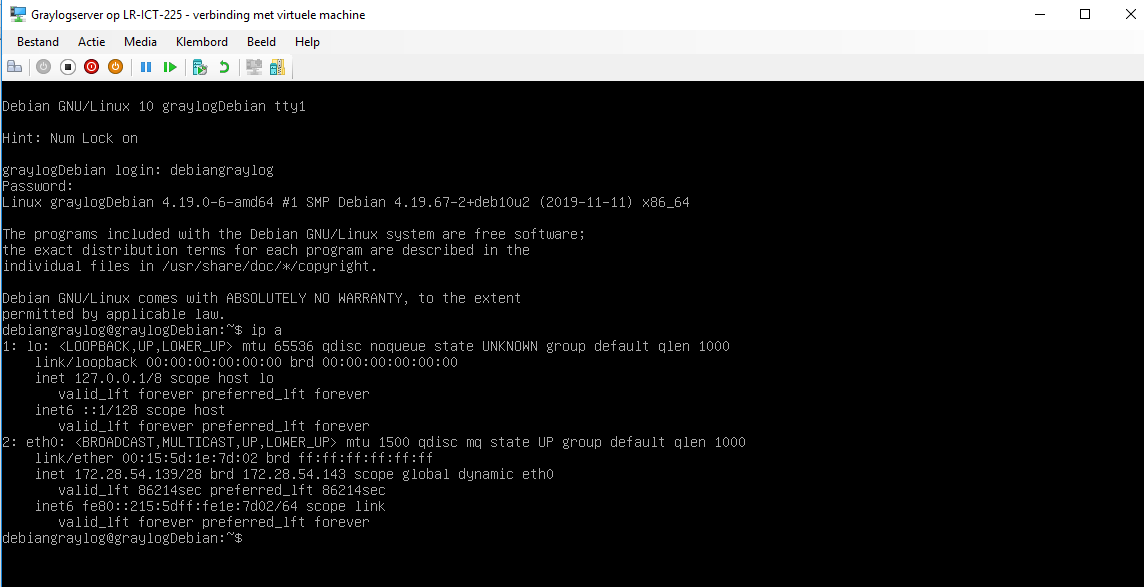 Graylogserver op LR-ICT-225 - verbinding met virtuele machine
Bestand Actie Media Klembord Beeld Help
Debian GNU/Linux 10 graylogDebian tty1
Hint: Num Lock on
graylogDebian login: debiangraylog
Password:
Linux graylogDebian 4.19.0-6-amd64 #1 SMP Debian 4.19.67-2+deb10u2 (2019-11-11) x86_64
The programs included with the Debian GNU/Linux system are free software;
the exact distribution terms for each program are described in the
individual files in /usr/share/doc/*/copyright.
Debian GNU/Linux comes with ABSOLUTELY NO WARRANTY, to the extent
permitted by applicable law.
debiangraylog@graylogDebian:~$ ip a
1: lo: <LOOPBACK,UP,LOWER_UP> mtu 65536 qdisc noqueue state UNKNOWN group default qlen 1000
    link/loopback 00:00:00:00:00:00 brd 00:00:00:00:00:00
    inet 127.0.0.1/8 scope host lo
       valid_lft forever preferred_lft forever
    inet6 ::1/128 scope host
       valid_lft forever preferred_lft forever
2: eth0: <BROADCAST,MULTICAST,UP,LOWER_UP> mtu 1500 qdisc mq state UP group default qlen 1000
    link/ether 00:15:5d:1e:7d:02 brd ff:ff:ff:ff:ff:ff
    inet 172.28.54.139/28 brd 172.28.54.143 scope global dynamic eth0
       valid_lft 86214sec preferred_lft 86214sec
    inet6 fe80::215:5dff:fe1e:7d02/64 scope link
       valid_lft forever preferred_lft forever
debiangraylog@graylogDebian:~$